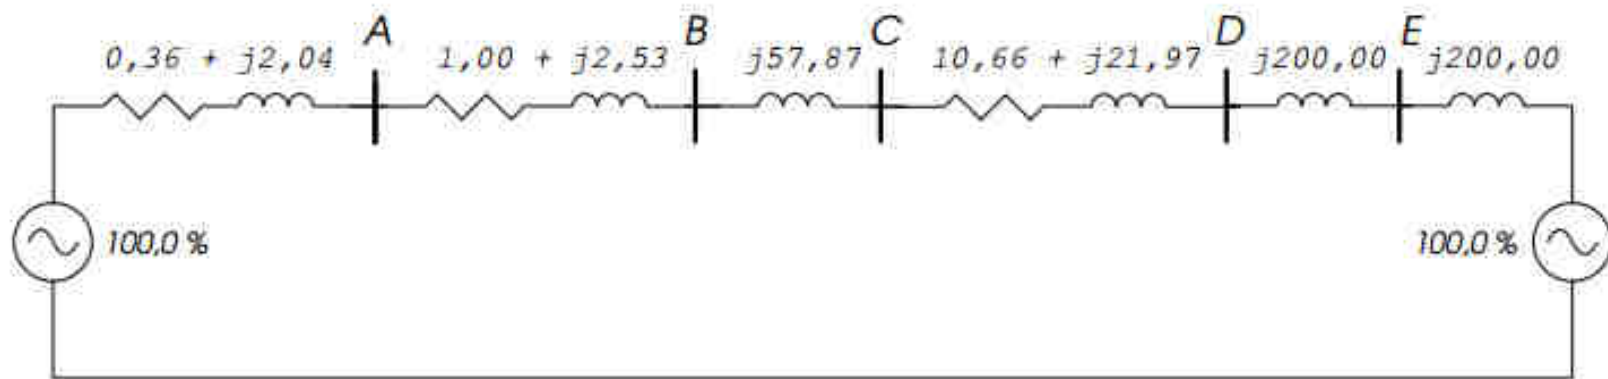 A B C D E
0,36 + j2,04 1,00 + j2,53 j57,87 10,66 + j21,97 j200,00 j200,00
100,0 % 100,0 %